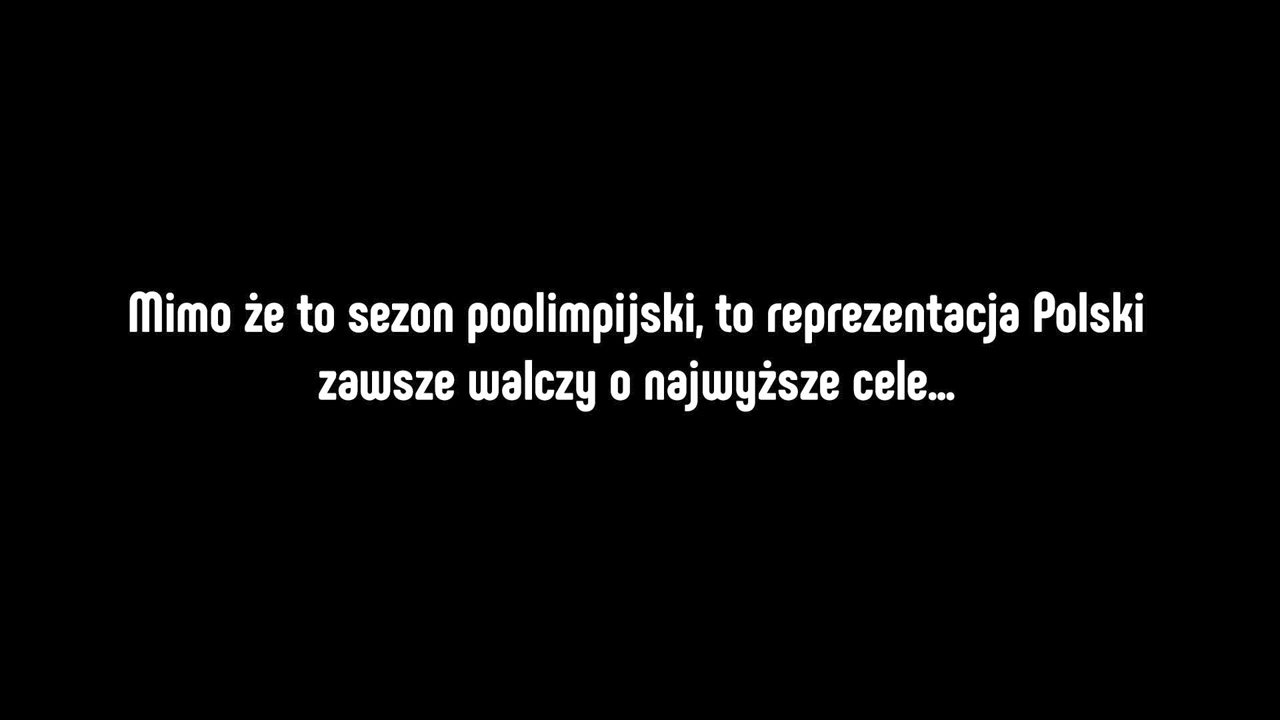 Mimo że to sezon poolimpijski, to reprezentacja Polski
zawsze walczy o najwyższe cele...